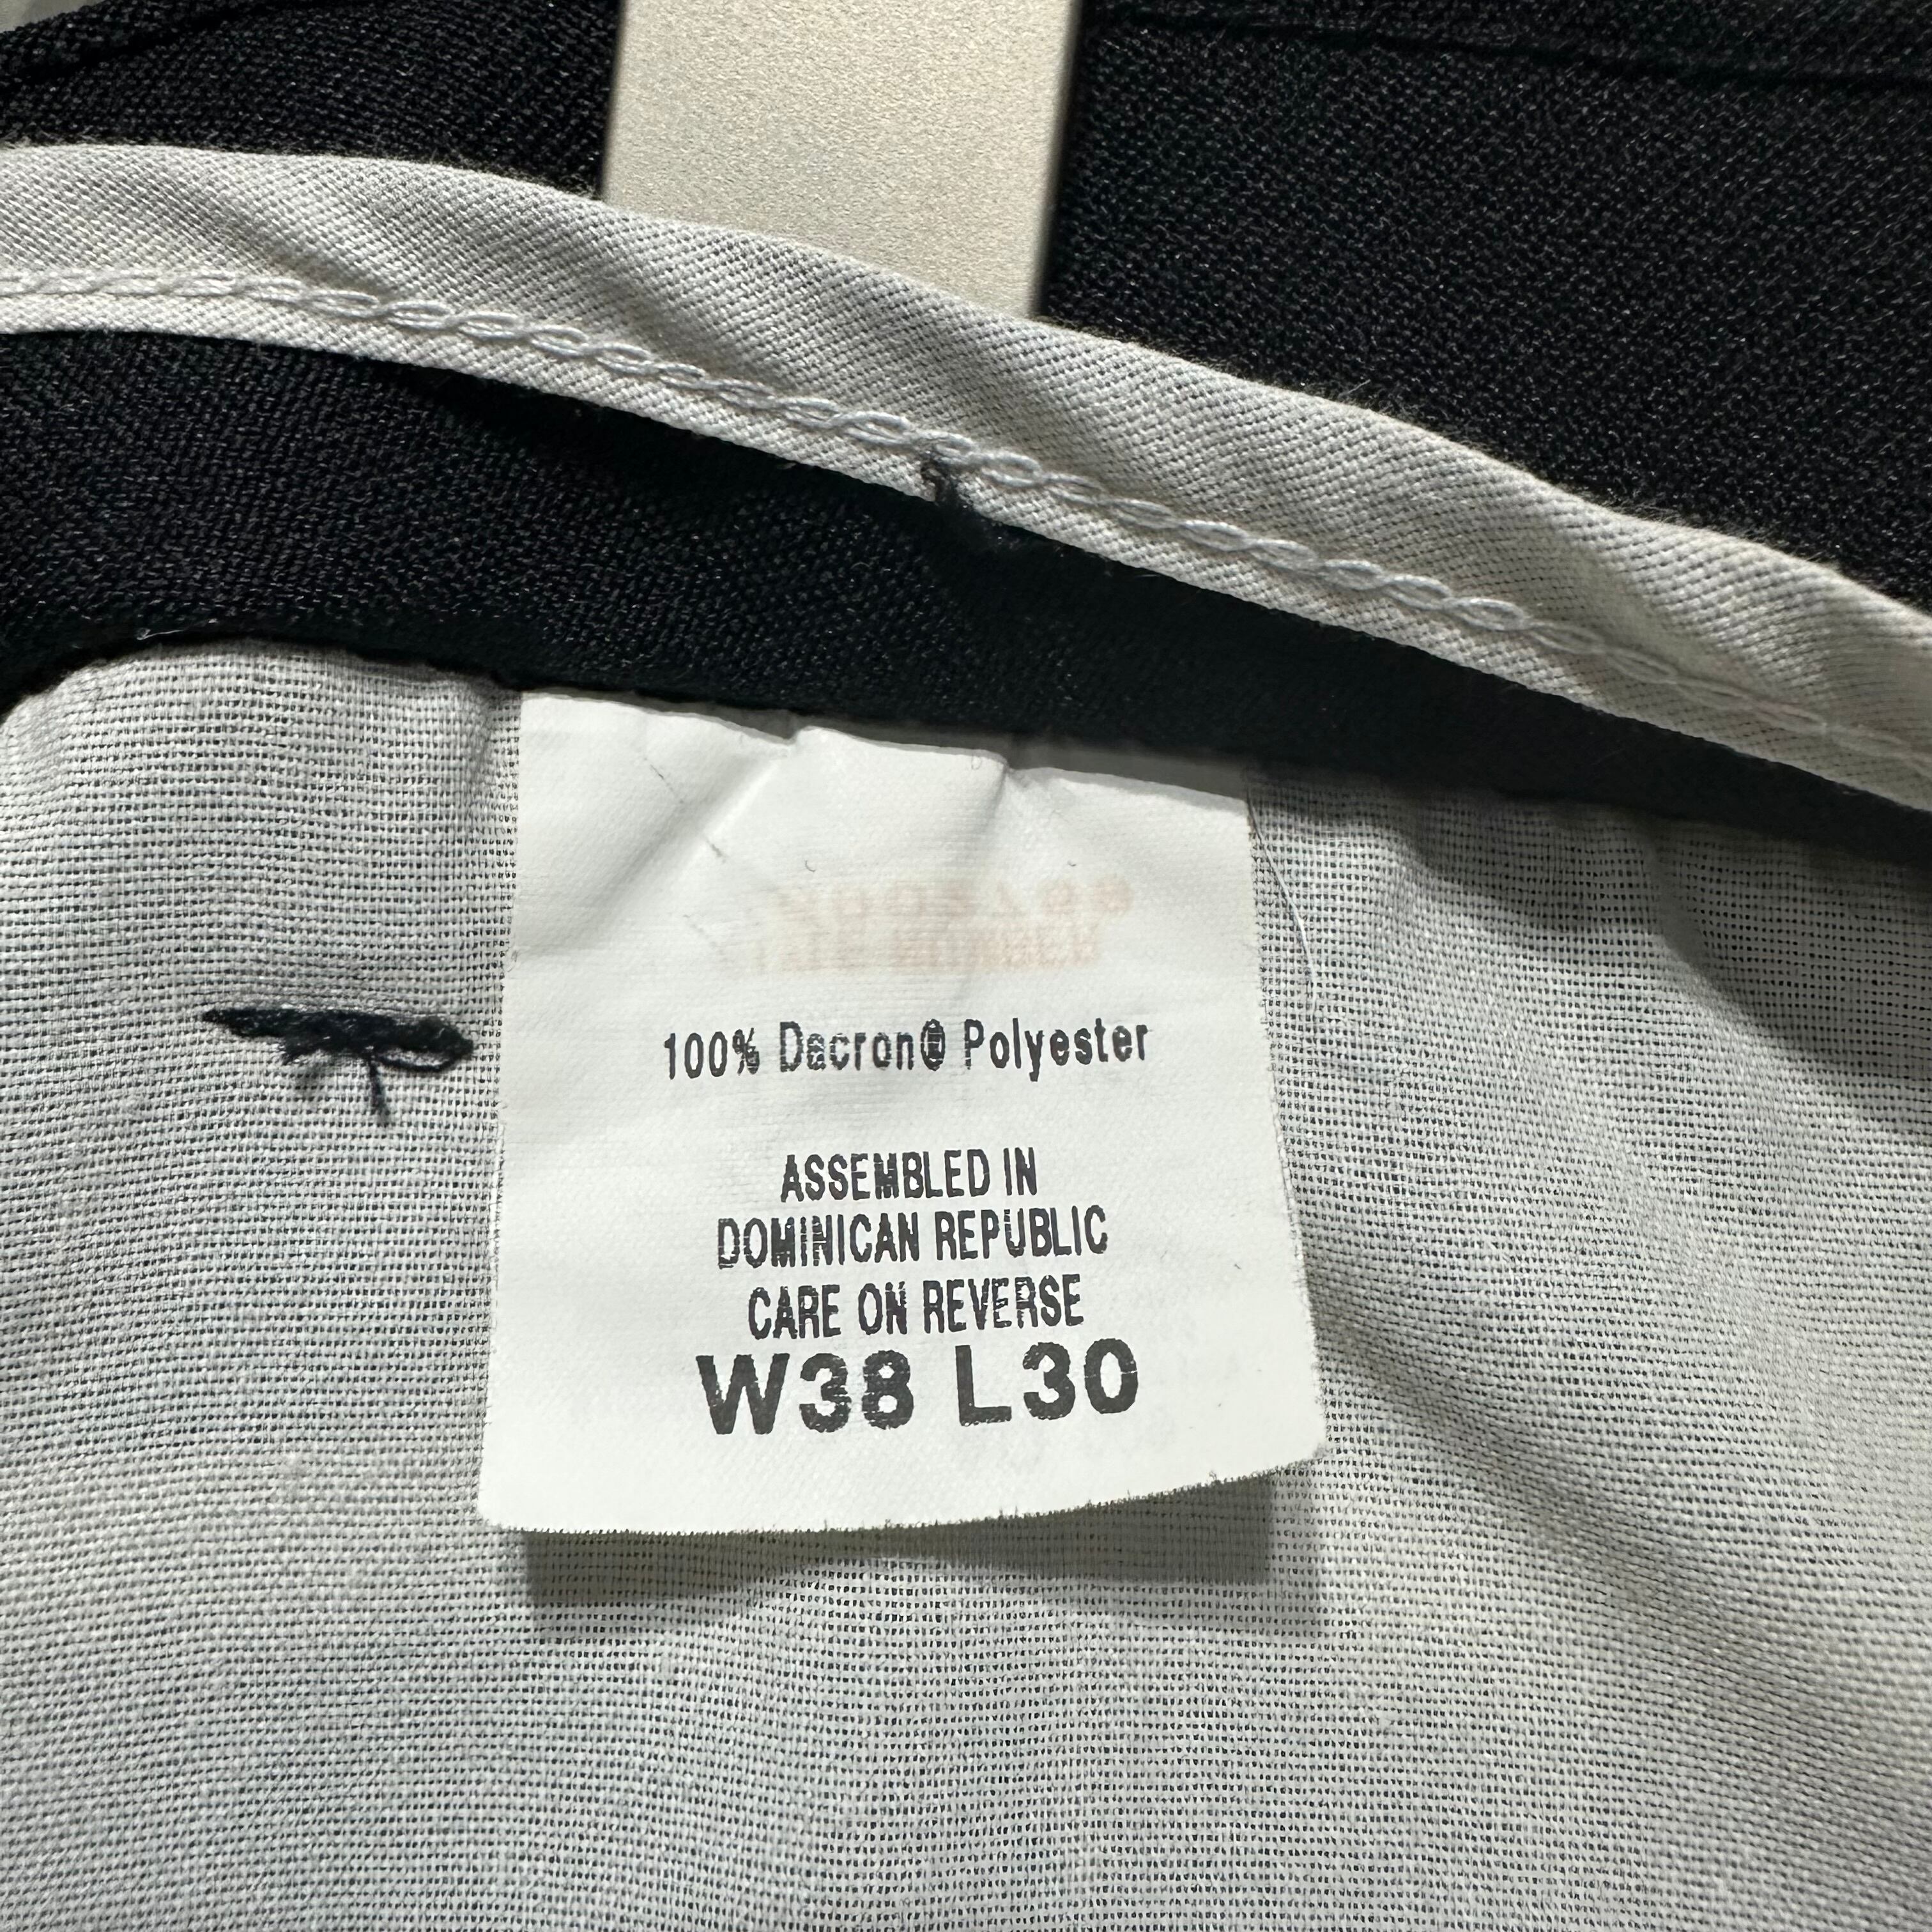 100% Dacron® Polyester
ASSEMBLED IN
DOMINICAN REPUBLIC
CARE ON REVERSE
W38 L30